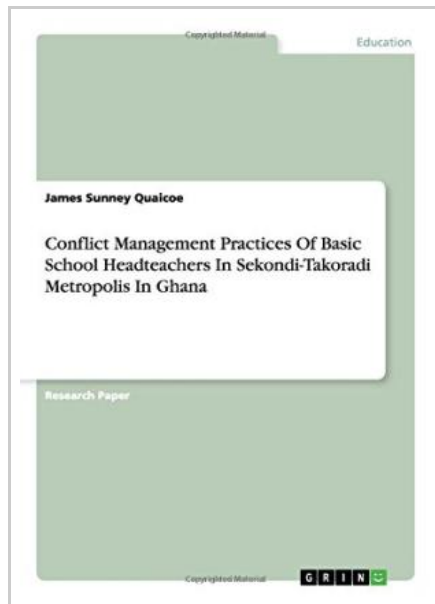 Copyrighted Material
Education
James Sunney Quaicoe
Conflict Management Practices Of Basic
School Headteachers In Sekondi-Takoradi
Metropolis In Ghana
Research Paper
Copyrighted Material
GRIN